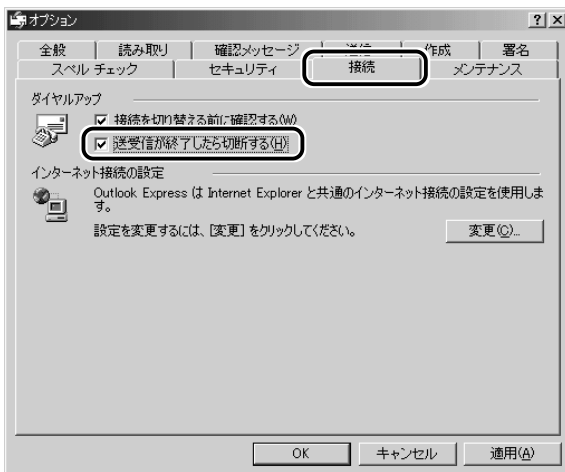 オプション
全般 読み取り 確認メッセージ 作成 署名
スペル チェック セキュリティ 接続 メンテナンス
ダイヤルアップ
接続を切り替える前に確認する(W)
送受信が終了したら切断する(H)
インターネット接続の設定
Outlook Express は Internet Explorer と共通のインターネット接続の設定を使用しま
す。
設定を変更するには、[変更] をクリックしてください。
変更(C)...
OK キャンセル 適用(A)